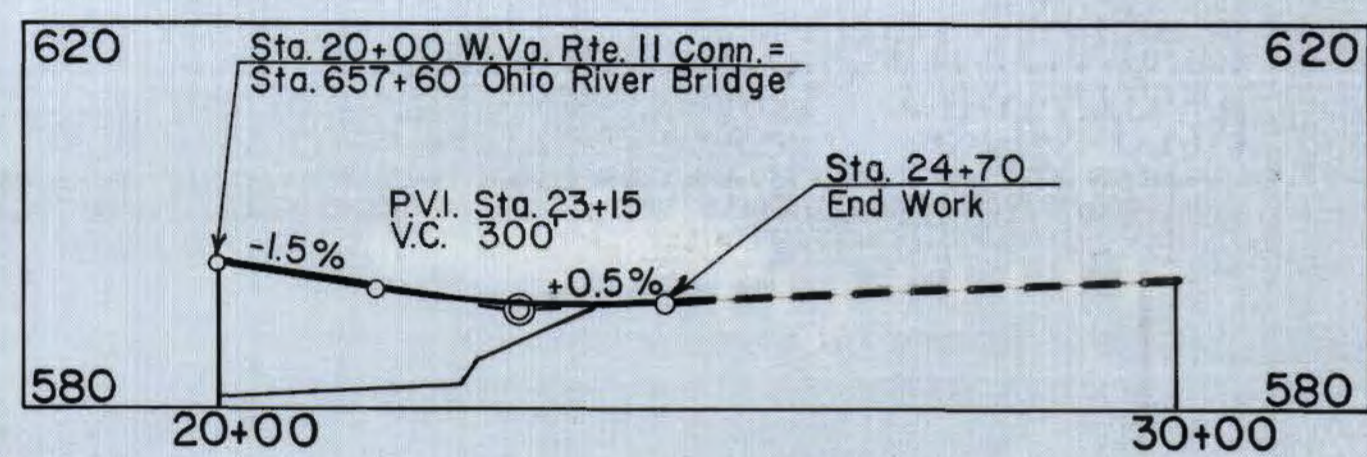 620
Sta. 20+00 W.Va. Rte. 11 Conn. =
Sta. 657+60 Ohio River Bridge
620
Sta. 24+70
End Work
P.V.I. Sta. 23+15
V.C. 300'
-1.5%
+0.5%
580
580
20+00
30+00